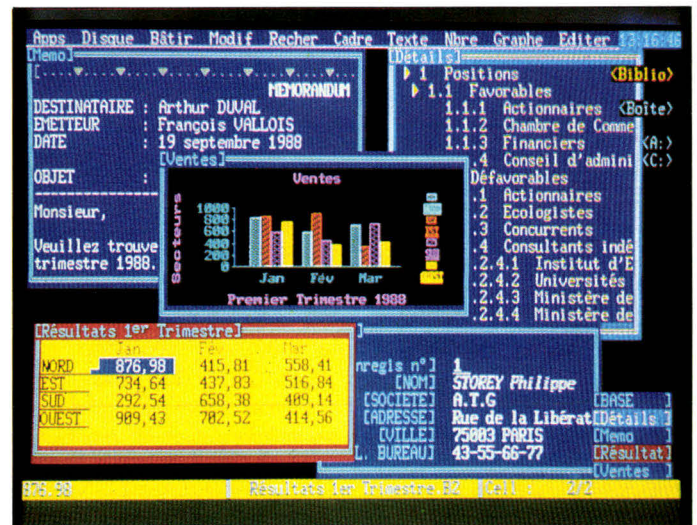 Apps Disque Bâtir Modif Recher Cadre Texte Nbre Graphe Editer 13:16:46
[Memo]
MEMORANDUM
DESTINATAIRE : Arthur DUVAL
EMETTEUR : François VALLOIS
DATE : 19 septembre 1988
OBJET :
Monsieur,
Veuillez trouve
trimestre 1988.
[Détails]
1 Positions
1.1 Favorables
1.1.1 Actionnaires
1.1.2 Chambre de Comme
1.1.3 Financiers
.4 Conseil d'admini
Défavorables
.1 Actionnaires
.2 Ecologistes
.3 Concurrents
.4 Consultants indé
.2.4.1 Institut d'E
.2.4.2 Universités
.2.4.3 Ministère de
.2.4.4 Ministère de
<Biblio>
<Boîte>
<A:>
<C:>
[Ventes]
Ventes
Secteurs
1000
800
600
400
200
0
Jan Fév Mar
Premier Trimestre 1988
[Résultats 1er Trimestre]
Jan Fév Mar
NORD 876,98 415,81 558,41
EST 734,64 437,83 516,84
SUD 292,54 658,38 409,14
OUEST 909,43 702,52 414,56
nregis n°] 1
[NOM] STOREY Philippe
[SOCIETE] A.T.G
[ADRESSE] Rue de la Libérat
[VILLE] 75003 PARIS
L. BUREAU] 43-55-66-77
[BASE ]
[Détails ]
[Memo ]
[Résultat]
[Ventes ]
876.98 Résultats 1er Trimestre.BZ Cell : 2/2